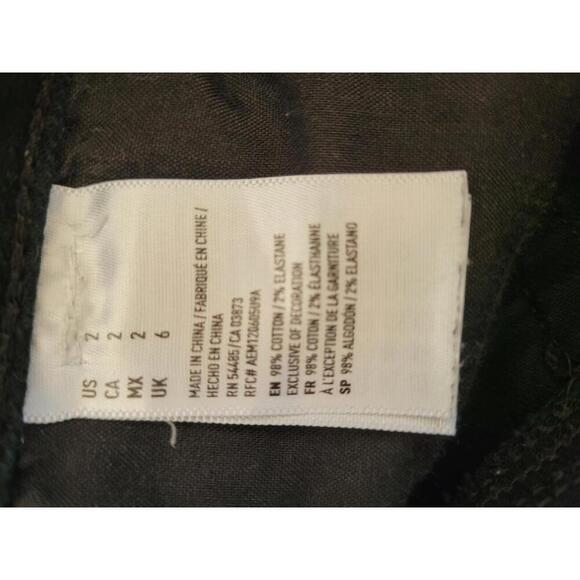 US 2
CA 2
MX 2
UK 6
MADE IN CHINA / FABRIQUÉ EN CHINE /
HECHO EN CHINA
RN 54485/CA 03873
RFC# AEM120605U9A
EN 98% COTTON / 2% ELASTANE
EXCLUSIVE OF DECORATION
FR 98% COTON / 2% ÉLASTHANNE
À L'EXCEPTION DE LA GARNITURE
SP 98% ALGODÓN / 2% ELASTANO